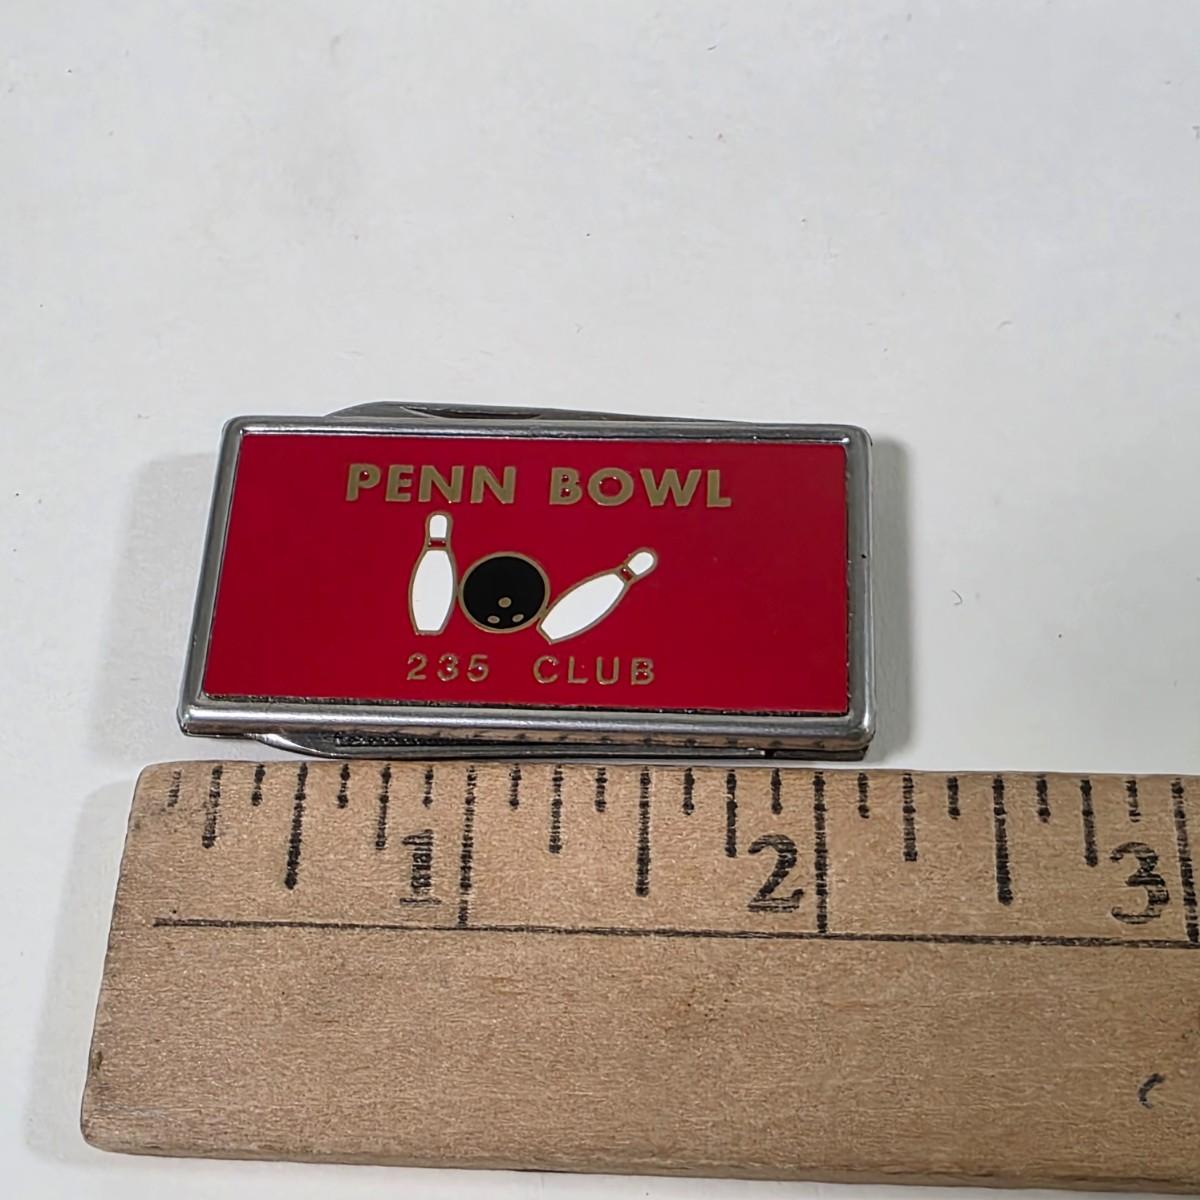 PENN BOWL
235 CLUB
1 2 3